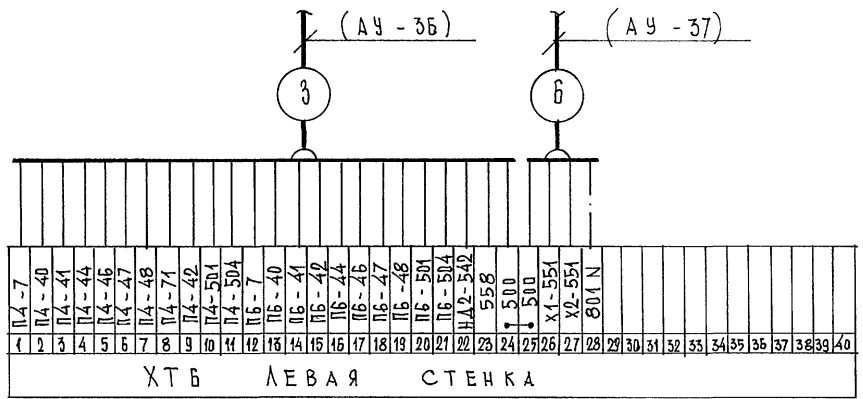 (АУ - 36)
(АУ - 37)
3
6
П4-7
П4-40
П4-41
П4-44
П4-46
П4-47
П4-48
П4-71
П4-42
П4-501
П4-504
П6-7
П6-40
П6-41
П6-42
П6-44
П6-46
П6-47
П6-48
П6-501
П6-504
НД2-542
558
500
500
Х1-551
Х2-551
801 N
1 2 3 4 5 6 7 8 9 10 11 12 13 14 15 16 17 18 19 20 21 22 23 24 25 26 27 28 29 30 31 32 33 34 35 36 37 38 39 40
ХТБ ЛЕВАЯ СТЕНКА